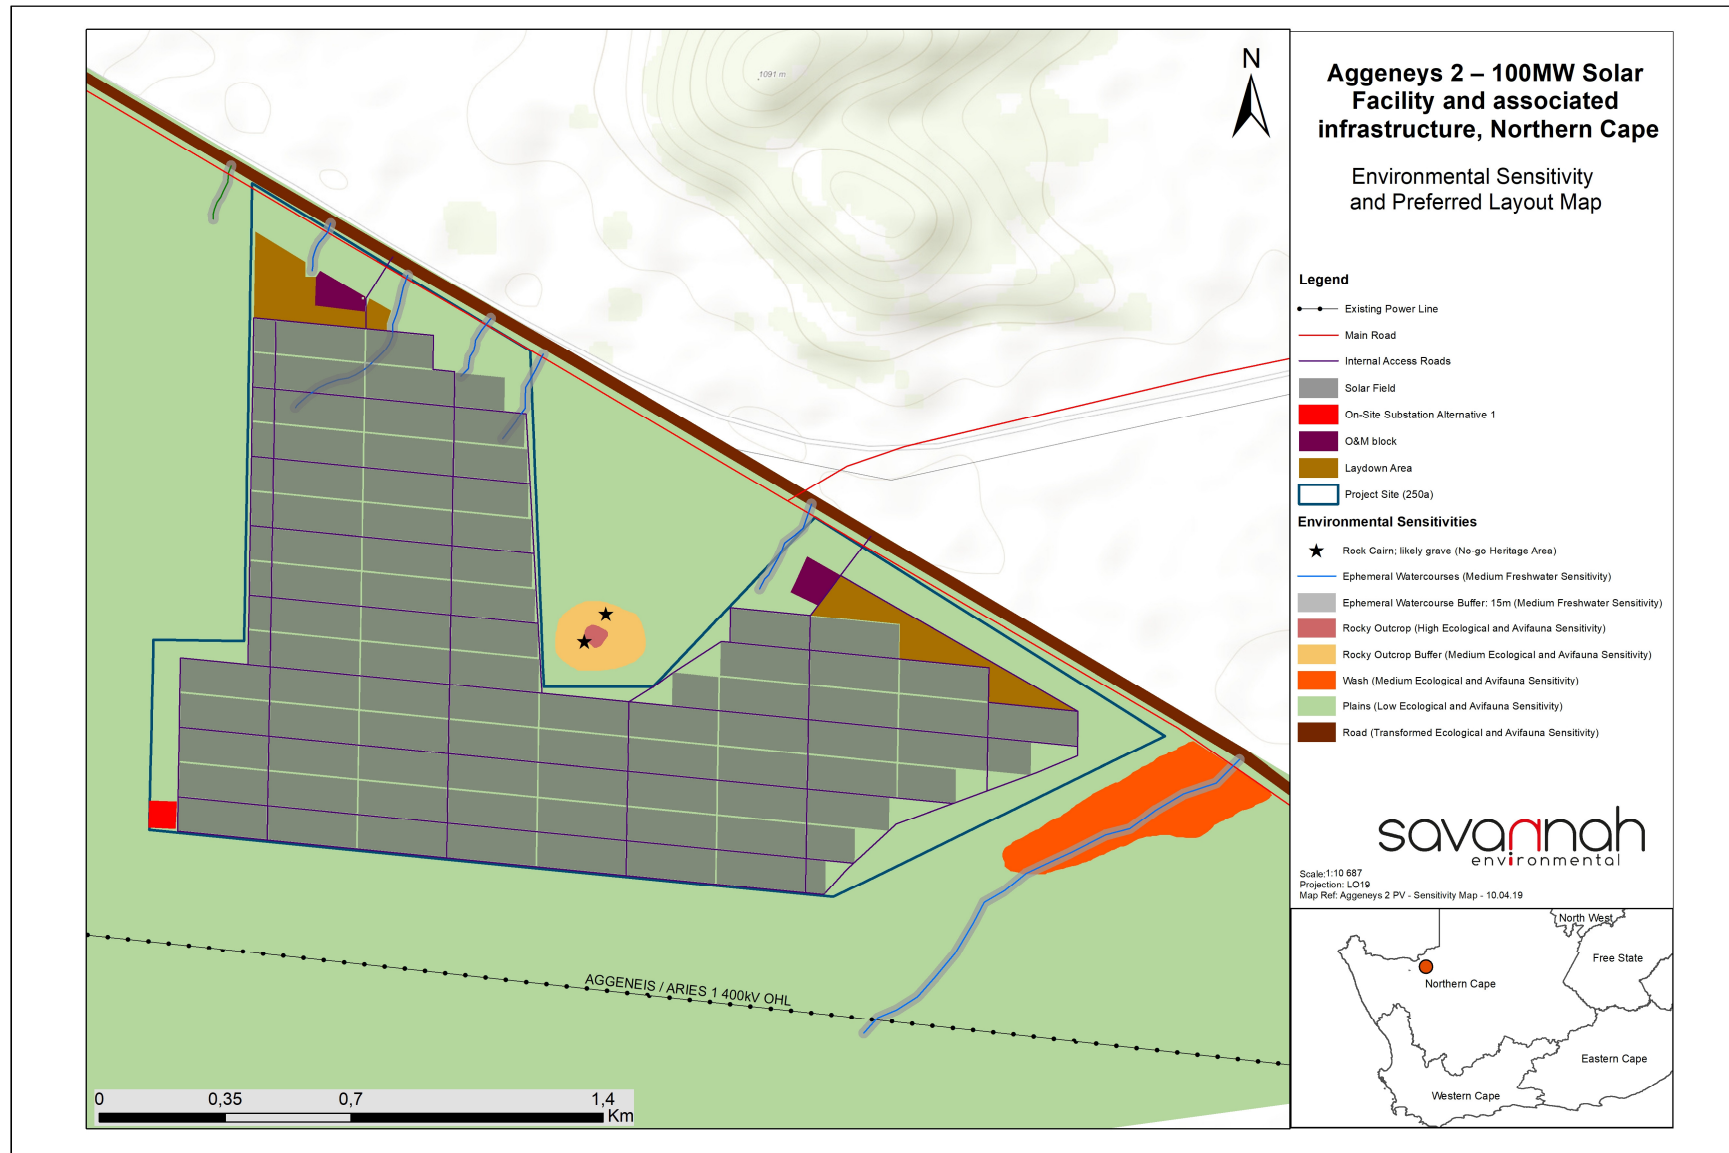 1091 m
N
AGGENEIS / ARIES 1 400kV OHL
0
0,35
0,7
1,4
Km
Aggeneys 2 – 100MW Solar
Facility and associated
infrastructure, Northern Cape
Environmental Sensitivity
and Preferred Layout Map
Legend
Existing Power Line
Main Road
Internal Access Roads
Solar Field
On-Site Substation Alternative 1
O&M block
Laydown Area
Project Site (250a)
Environmental Sensitivities
Rock Cairn; likely grave (No-go Heritage Area)
Ephemeral Watercourses (Medium Freshwater Sensitivity)
Ephemeral Watercourse Buffer: 15m (Medium Freshwater Sensitivity)
Rocky Outcrop (High Ecological and Avifauna Sensitivity)
Rocky Outcrop Buffer (Medium Ecological and Avifauna Sensitivity)
Wash (Medium Ecological and Avifauna Sensitivity)
Plains (Low Ecological and Avifauna Sensitivity)
Road (Transformed Ecological and Avifauna Sensitivity)
savannah
environmental
Scale:1:10 687
Projection: LO19
Map Ref: Aggeneys 2 PV - Sensitivity Map - 10.04.19
North West
Free State
Northern Cape
Eastern Cape
Western Cape